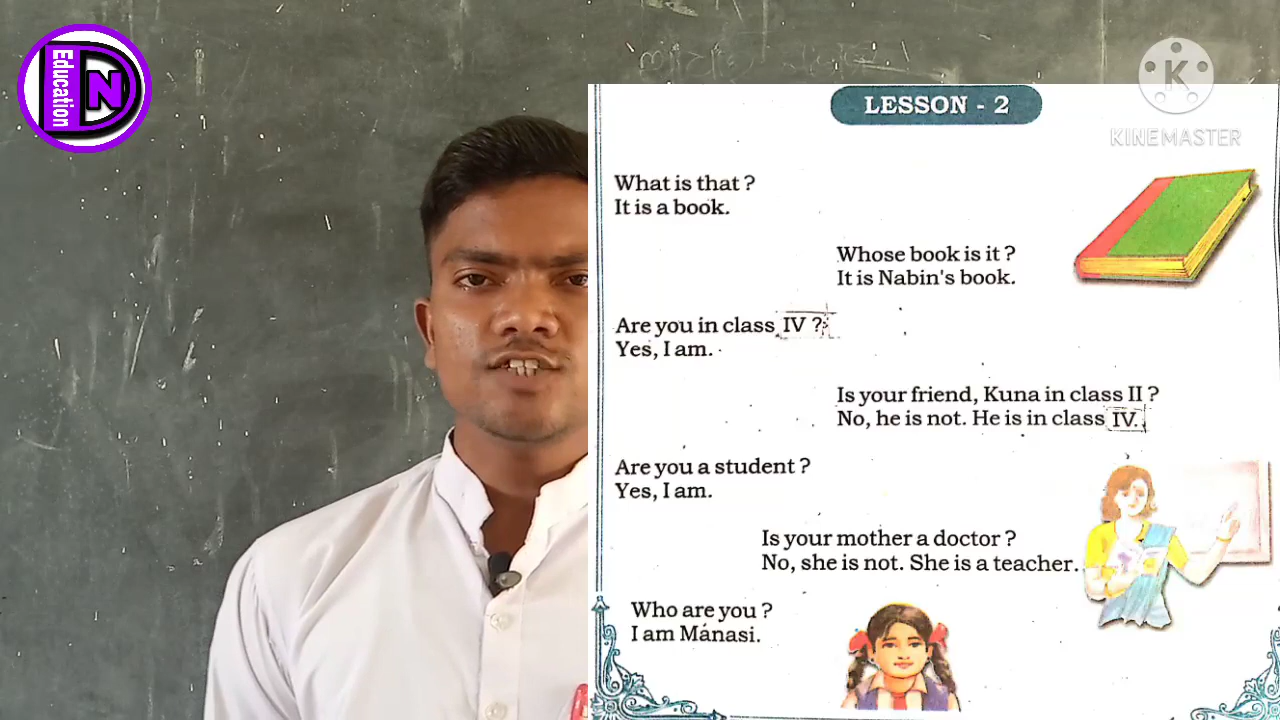 Education
DN
KINEMASTER
LESSON - 2
What is that ?
It is a book.
Whose book is it ?
It is Nabin's book.
Are you in class IV ?
Yes, I am.
Is your friend, Kuna in class II ?
No, he is not. He is in class IV.
Are you a student ?
Yes, I am.
Is your mother a doctor ?
No, she is not. She is a teacher.
Who are you ?
I am Manasi.